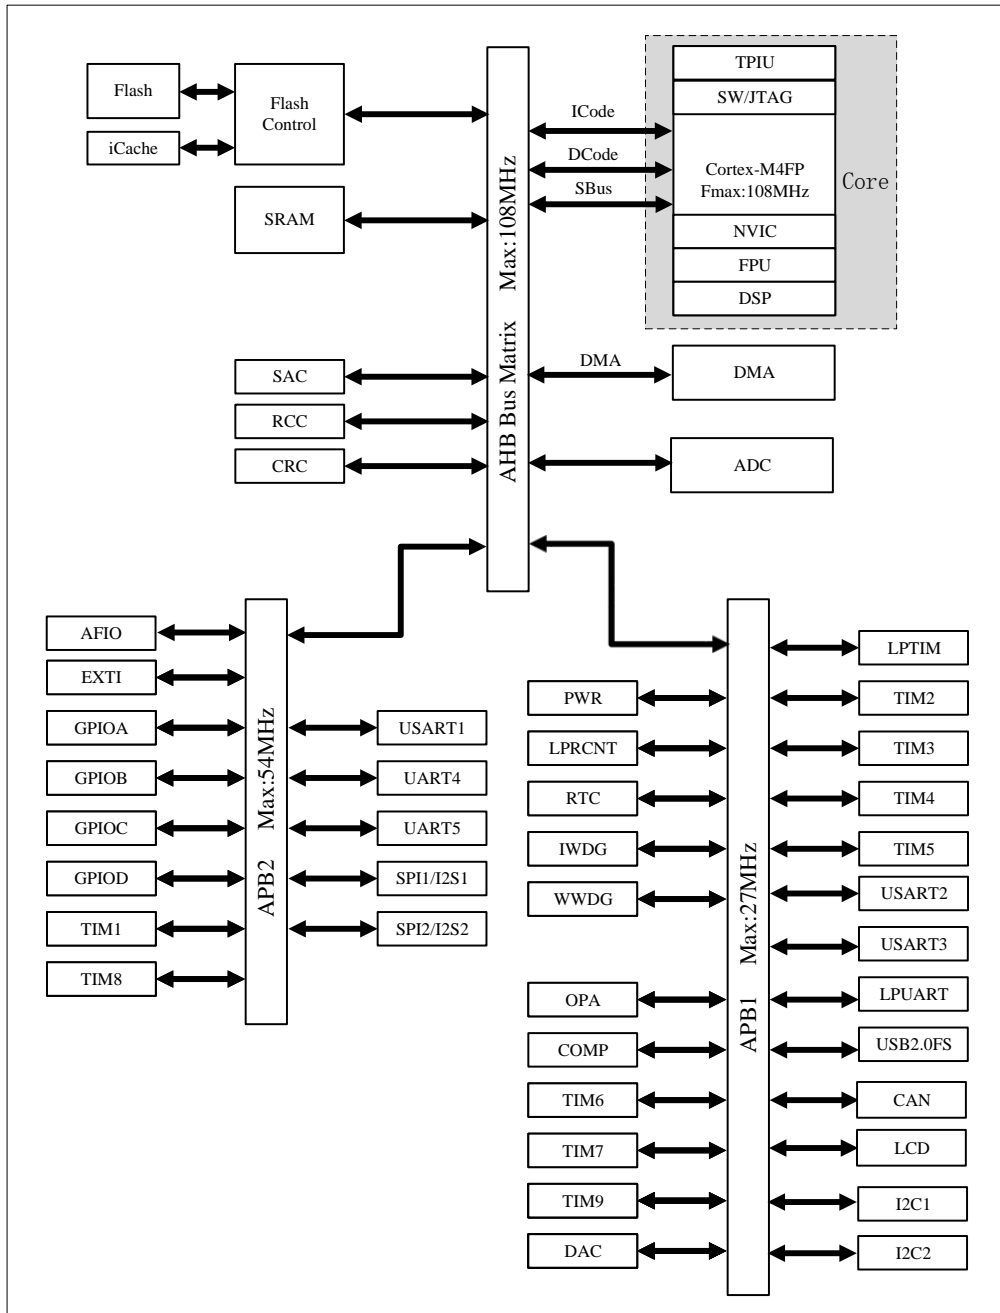 Flash
iCache
Flash
Control
SRAM
SAC
RCC
CRC
AHB Bus Matrix Max:108MHz
ICode
DCode
SBus
DMA
TPIU
SW/JTAG
Cortex-M4FP
Fmax:108MHz
NVIC
FPU
DSP
Core
DMA
ADC
AFIO
EXTI
GPIOA
GPIOB
GPIOC
GPIOD
TIM1
TIM8
APB2 Max:54MHz
USART1
UART4
UART5
SPI1/I2S1
SPI2/I2S2
PWR
LPRCNT
RTC
IWDG
WWDG
OPA
COMP
TIM6
TIM7
TIM9
DAC
APB1 Max:27MHz
LPTIM
TIM2
TIM3
TIM4
TIM5
USART2
USART3
LPUART
USB2.0FS
CAN
LCD
I2C1
I2C2